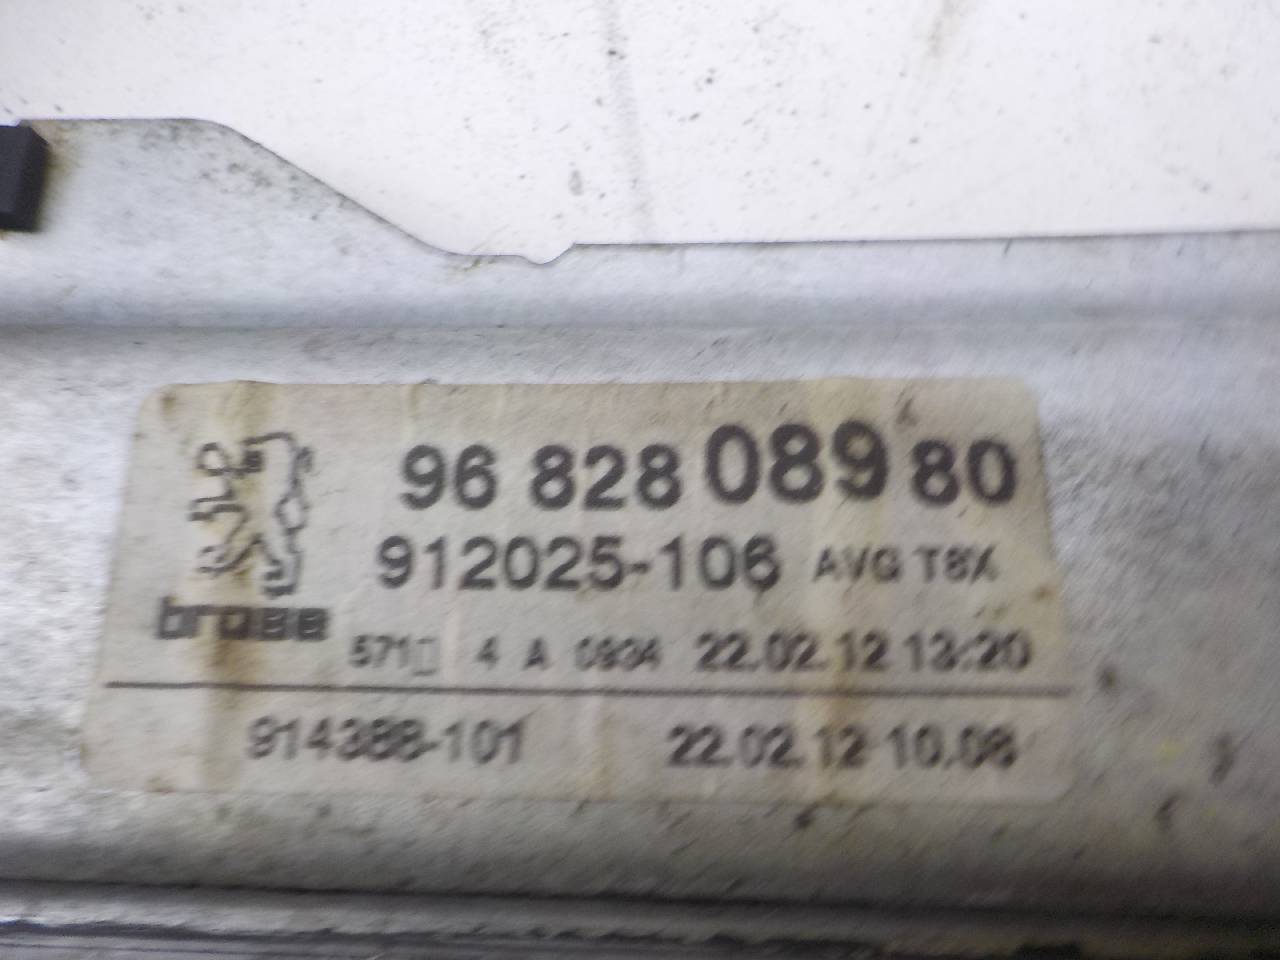 96 828 089 80
912025-106 AVG T8X
brose
571 4 A 0934 22.02.12 13:20
914388-101 22.02.12 10.08